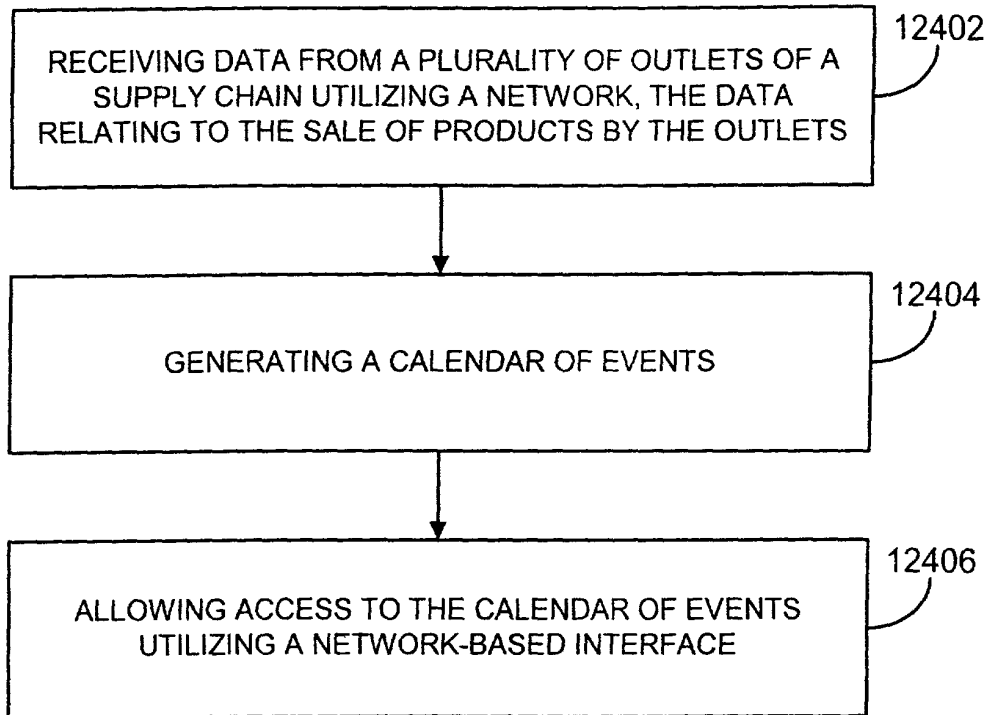 12402
RECEIVING DATA FROM A PLURALITY OF OUTLETS OF A
SUPPLY CHAIN UTILIZING A NETWORK, THE DATA
RELATING TO THE SALE OF PRODUCTS BY THE OUTLETS
12404
GENERATING A CALENDAR OF EVENTS
12406
ALLOWING ACCESS TO THE CALENDAR OF EVENTS
UTILIZING A NETWORK-BASED INTERFACE